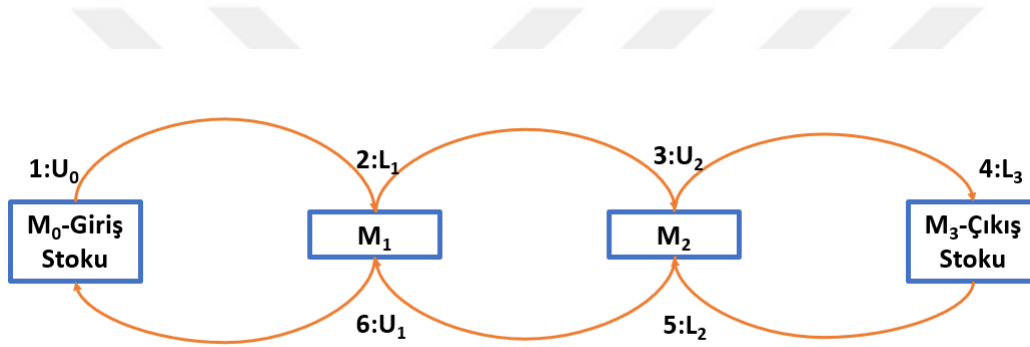 1:U₀
2:L₁
3:U₂
4:L₃
M₀-Giriş
Stoku
M₁
M₂
M₃-Çıkış
Stoku
6:U₁
5:L₂